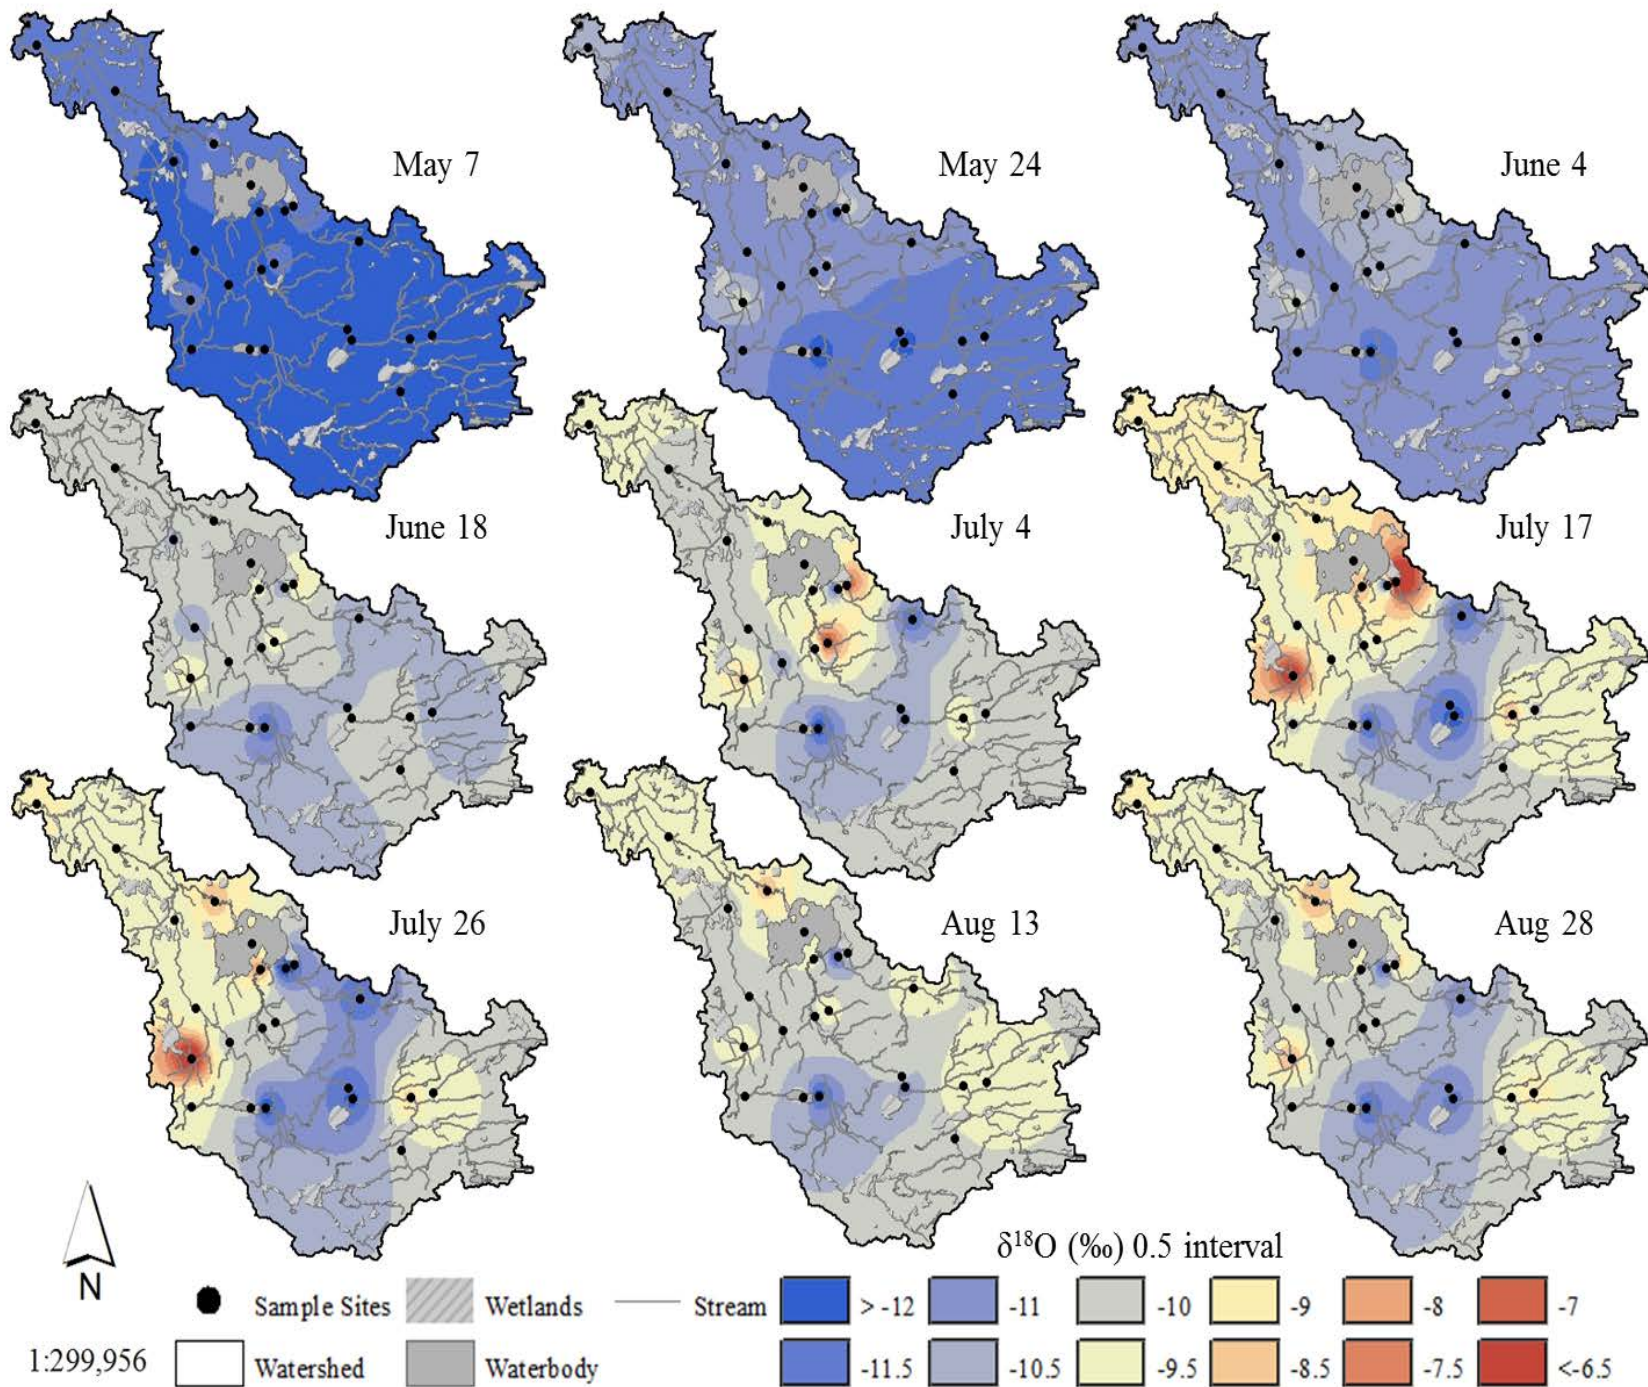 May 7
May 24
June 4
June 18
July 4
July 17
July 26
Aug 13
Aug 28
δ¹⁸O (‰) 0.5 interval
N
Sample Sites
Wetlands
Stream
> -12
-11
-10
-9
-8
-7
1:299,956
Watershed
Waterbody
-11.5
-10.5
-9.5
-8.5
-7.5
<-6.5